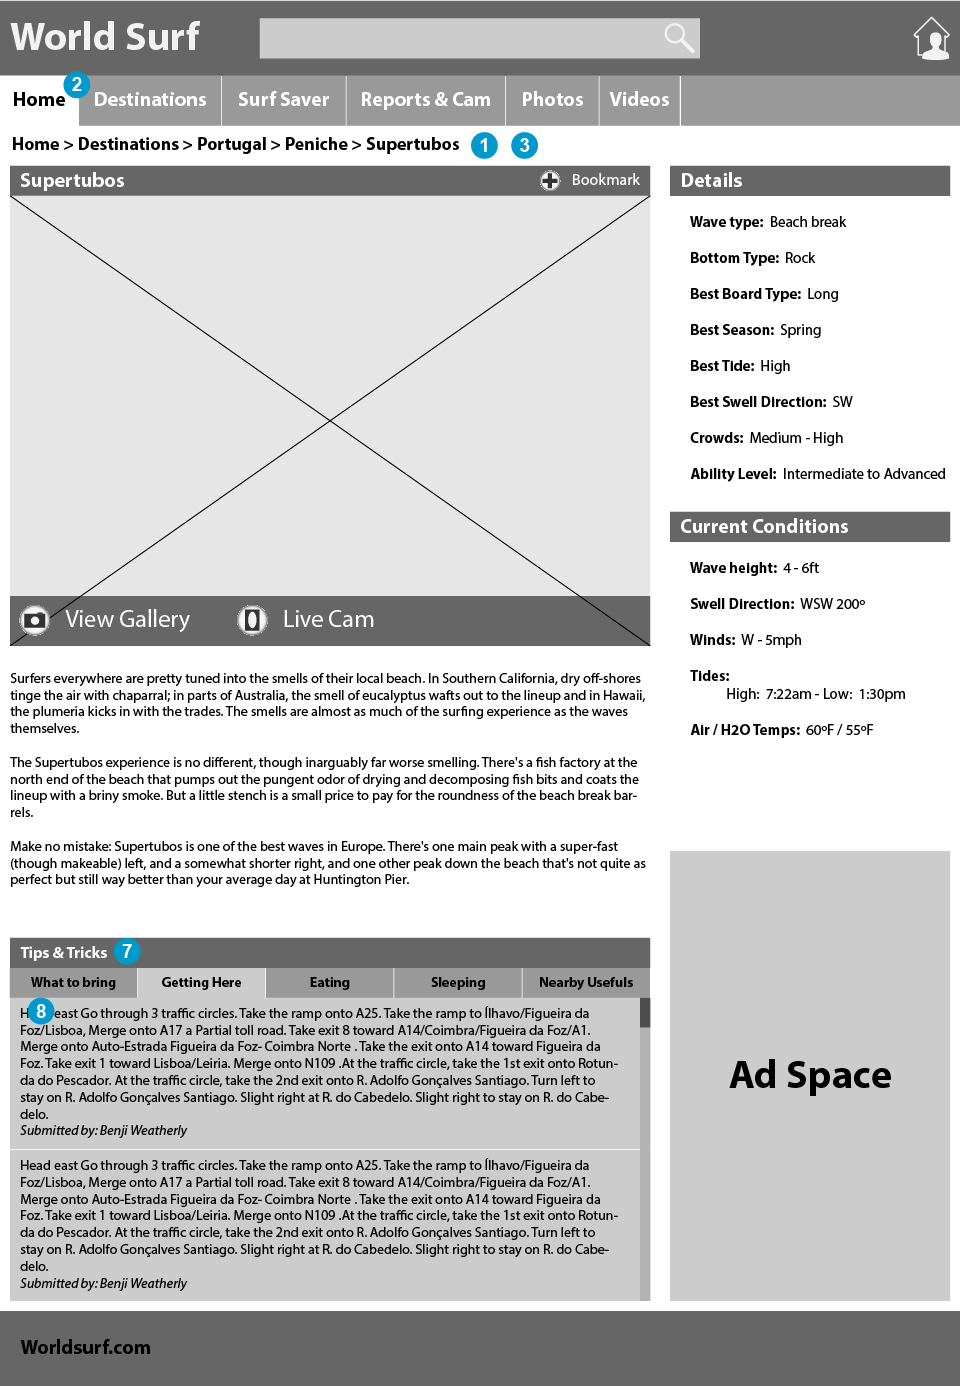 World Surf
Home 2 Destinations Surf Saver Reports & Cam Photos Videos
Home > Destinations > Portugal > Peniche > Supertubos 1 3
Supertubos Bookmark
View Gallery Live Cam
Surfers everywhere are pretty tuned into the smells of their local beach. In Southern California, dry off-shores
tinge the air with chaparral; in parts of Australia, the smell of eucalyptus wafts out to the lineup and in Hawaii,
the plumeria kicks in with the trades. The smells are almost as much of the surfing experience as the waves
themselves.
The Supertubos experience is no different, though inarguably far worse smelling. There's a fish factory at the
north end of the beach that pumps out the pungent odor of drying and decomposing fish bits and coats the
lineup with a briny smoke. But a little stench is a small price to pay for the roundness of the beach break bar-
rels.
Make no mistake: Supertubos is one of the best waves in Europe. There's one main peak with a super-fast
(though makeable) left, and a somewhat shorter right, and one other peak down the beach that's not quite as
perfect but still way better than your average day at Huntington Pier.
Tips & Tricks 7
What to bring Getting Here Eating Sleeping Nearby Usefuls
8 east Go through 3 traffic circles. Take the ramp onto A25. Take the ramp to Ílhavo/Figueira da
Foz/Lisboa, Merge onto A17 a Partial toll road. Take exit 8 toward A14/Coimbra/Figueira da Foz/A1.
Merge onto Auto-Estrada Figueira da Foz- Coimbra Norte . Take the exit onto A14 toward Figueira da
Foz. Take exit 1 toward Lisboa/Leiria. Merge onto N109 .At the traffic circle, take the 1st exit onto Rotun-
da do Pescador. At the traffic circle, take the 2nd exit onto R. Adolfo Gonçalves Santiago. Turn left to
stay on R. Adolfo Gonçalves Santiago. Slight right at R. do Cabedelo. Slight right to stay on R. do Cabe-
delo.
Submitted by: Benji Weatherly
Head east Go through 3 traffic circles. Take the ramp onto A25. Take the ramp to Ílhavo/Figueira da
Foz/Lisboa, Merge onto A17 a Partial toll road. Take exit 8 toward A14/Coimbra/Figueira da Foz/A1.
Merge onto Auto-Estrada Figueira da Foz- Coimbra Norte . Take the exit onto A14 toward Figueira da
Foz. Take exit 1 toward Lisboa/Leiria. Merge onto N109 .At the traffic circle, take the 1st exit onto Rotun-
da do Pescador. At the traffic circle, take the 2nd exit onto R. Adolfo Gonçalves Santiago. Turn left to
stay on R. Adolfo Gonçalves Santiago. Slight right at R. do Cabedelo. Slight right to stay on R. do Cabe-
delo.
Submitted by: Benji Weatherly
Details
Wave type: Beach break
Bottom Type: Rock
Best Board Type: Long
Best Season: Spring
Best Tide: High
Best Swell Direction: SW
Crowds: Medium - High
Ability Level: Intermediate to Advanced
Current Conditions
Wave height: 4 - 6ft
Swell Direction: WSW 200º
Winds: W - 5mph
Tides:
High: 7:22am - Low: 1:30pm
Air / H2O Temps: 60ºF / 55ºF
Ad Space
Worldsurf.com